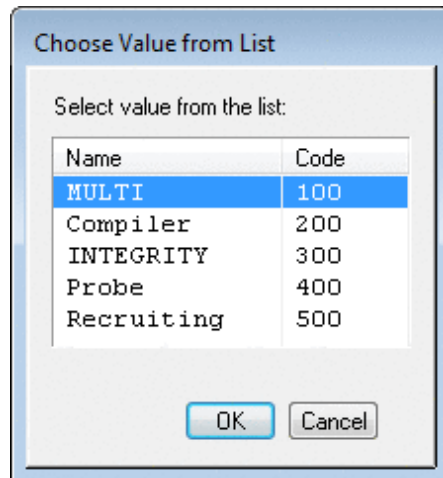 Choose Value from List
Select value from the list:
Name Code
MULTI 100
Compiler 200
INTEGRITY 300
Probe 400
Recruiting 500
OK Cancel